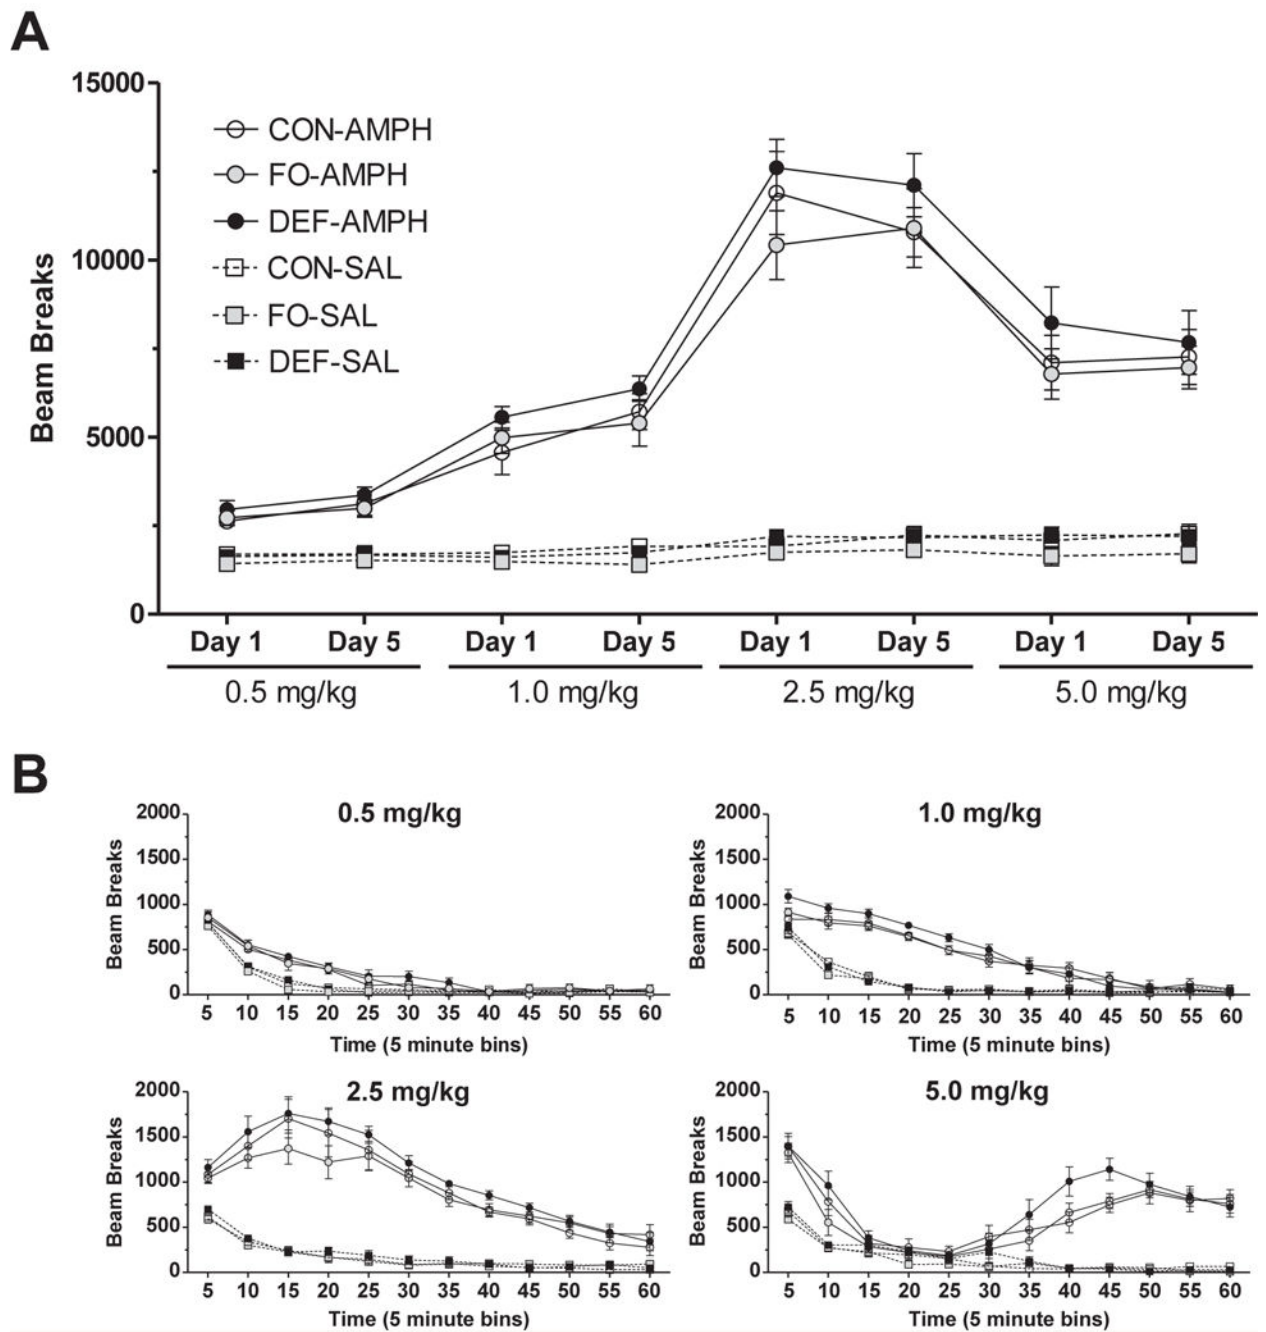 A
15000
10000
5000
0
Beam Breaks
CON-AMPH
FO-AMPH
DEF-AMPH
CON-SAL
FO-SAL
DEF-SAL
Day 1 Day 5 Day 1 Day 5 Day 1 Day 5 Day 1 Day 5
0.5 mg/kg 1.0 mg/kg 2.5 mg/kg 5.0 mg/kg
B
0.5 mg/kg
2000
1500
1000
500
0
Beam Breaks
5 10 15 20 25 30 35 40 45 50 55 60
Time (5 minute bins)
1.0 mg/kg
2000
1500
1000
500
0
Beam Breaks
5 10 15 20 25 30 35 40 45 50 55 60
Time (5 minute bins)
2.5 mg/kg
2000
1500
1000
500
0
Beam Breaks
5 10 15 20 25 30 35 40 45 50 55 60
Time (5 minute bins)
5.0 mg/kg
2000
1500
1000
500
0
Beam Breaks
5 10 15 20 25 30 35 40 45 50 55 60
Time (5 minute bins)